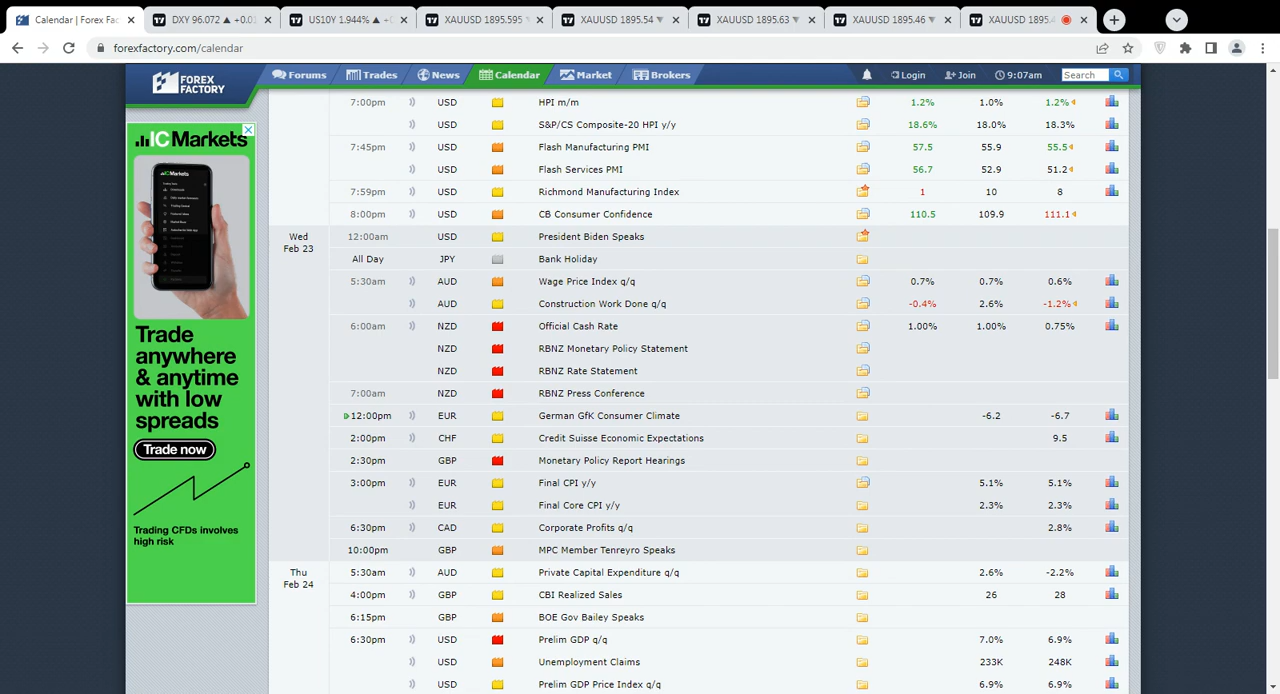 Calendar | Forex Fac
DXY 96.072 ▲ +0.01
US10Y 1.944% ▲ +
XAUUSD 1895.595 ▼
XAUUSD 1895.54 ▼
XAUUSD 1895.63 ▼
XAUUSD 1895.46 ▼
XAUUSD 1895.
forexfactory.com/calendar
FOREX FACTORY
Forums Trades News Calendar Market Brokers Login Join 9:07am Search
7:00pm USD HPI m/m 1.2% 1.0% 1.2%
USD S&P/CS Composite-20 HPI y/y 18.6% 18.0% 18.3%
7:45pm USD Flash Manufacturing PMI 57.5 55.9 55.5
USD Flash Services PMI 56.7 52.9 51.2
7:59pm USD Richmond Manufacturing Index 1 10 8
8:00pm USD CB Consumer Confidence 110.5 109.9 111.1
Wed Feb 23
12:00am USD President Biden Speaks
All Day JPY Bank Holiday
5:30am AUD Wage Price Index q/q 0.7% 0.7% 0.6%
AUD Construction Work Done q/q -0.4% 2.6% -1.2%
6:00am NZD Official Cash Rate 1.00% 1.00% 0.75%
NZD RBNZ Monetary Policy Statement
NZD RBNZ Rate Statement
7:00am NZD RBNZ Press Conference
12:00pm EUR German GfK Consumer Climate -6.2 -6.7
2:00pm CHF Credit Suisse Economic Expectations 9.5
2:30pm GBP Monetary Policy Report Hearings
3:00pm EUR Final CPI y/y 5.1% 5.1%
EUR Final Core CPI y/y 2.3% 2.3%
6:30pm CAD Corporate Profits q/q 2.8%
10:00pm GBP MPC Member Tenreyro Speaks
Thu Feb 24
5:30am AUD Private Capital Expenditure q/q 2.6% -2.2%
4:00pm GBP CBI Realized Sales 26 28
6:15pm GBP BOE Gov Bailey Speaks
6:30pm USD Prelim GDP q/q 7.0% 6.9%
USD Unemployment Claims 233K 248K
USD Prelim GDP Price Index q/q 6.9% 6.9%
IC Markets
Trade
anywhere
& anytime
with low
spreads
Trade now
Trading CFDs involves
high risk